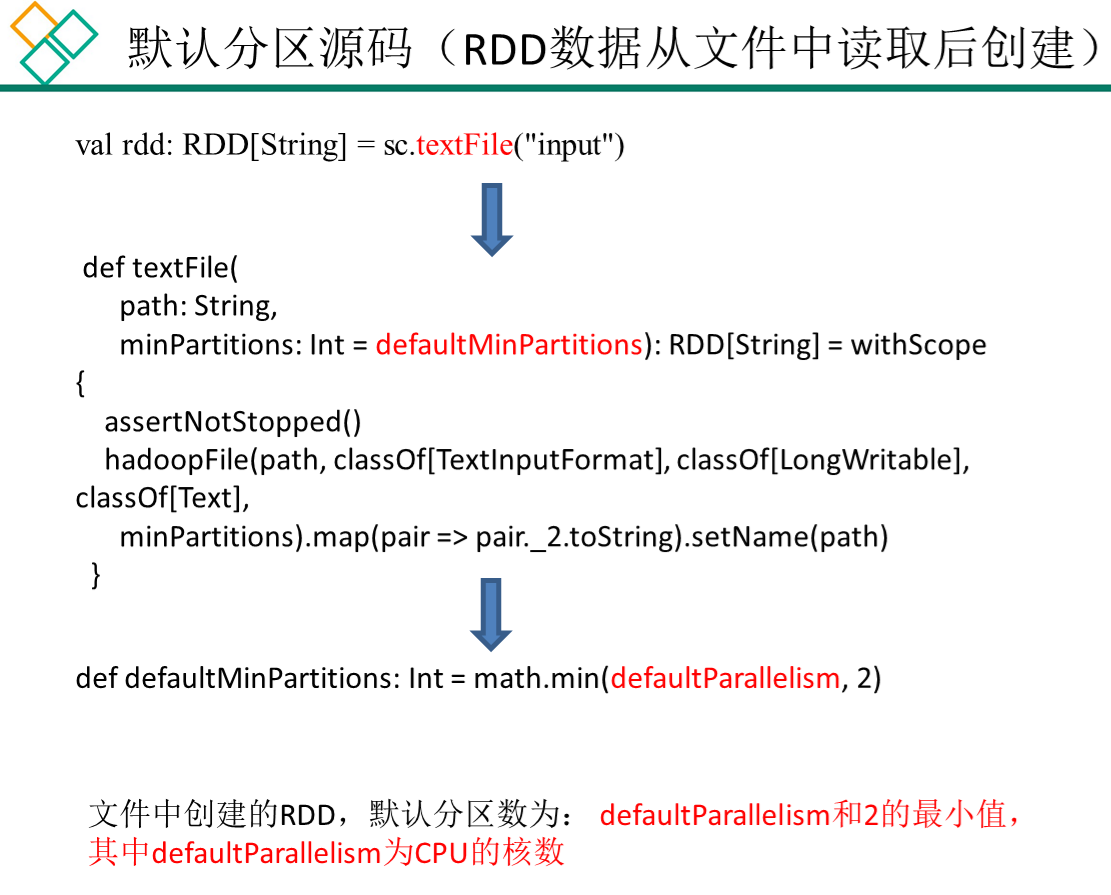 默认分区源码（RDD数据从文件中读取后创建）
val rdd: RDD[String] = sc.textFile("input")
def textFile(
path: String,
minPartitions: Int = defaultMinPartitions): RDD[String] = withScope
{
assertNotStopped()
hadoopFile(path, classOf[TextInputFormat], classOf[LongWritable],
classOf[Text],
minPartitions).map(pair => pair._2.toString).setName(path)
}
def defaultMinPartitions: Int = math.min(defaultParallelism, 2)
文件中创建的RDD，默认分区数为： defaultParallelism和2的最小值，
其中defaultParallelism为CPU的核数